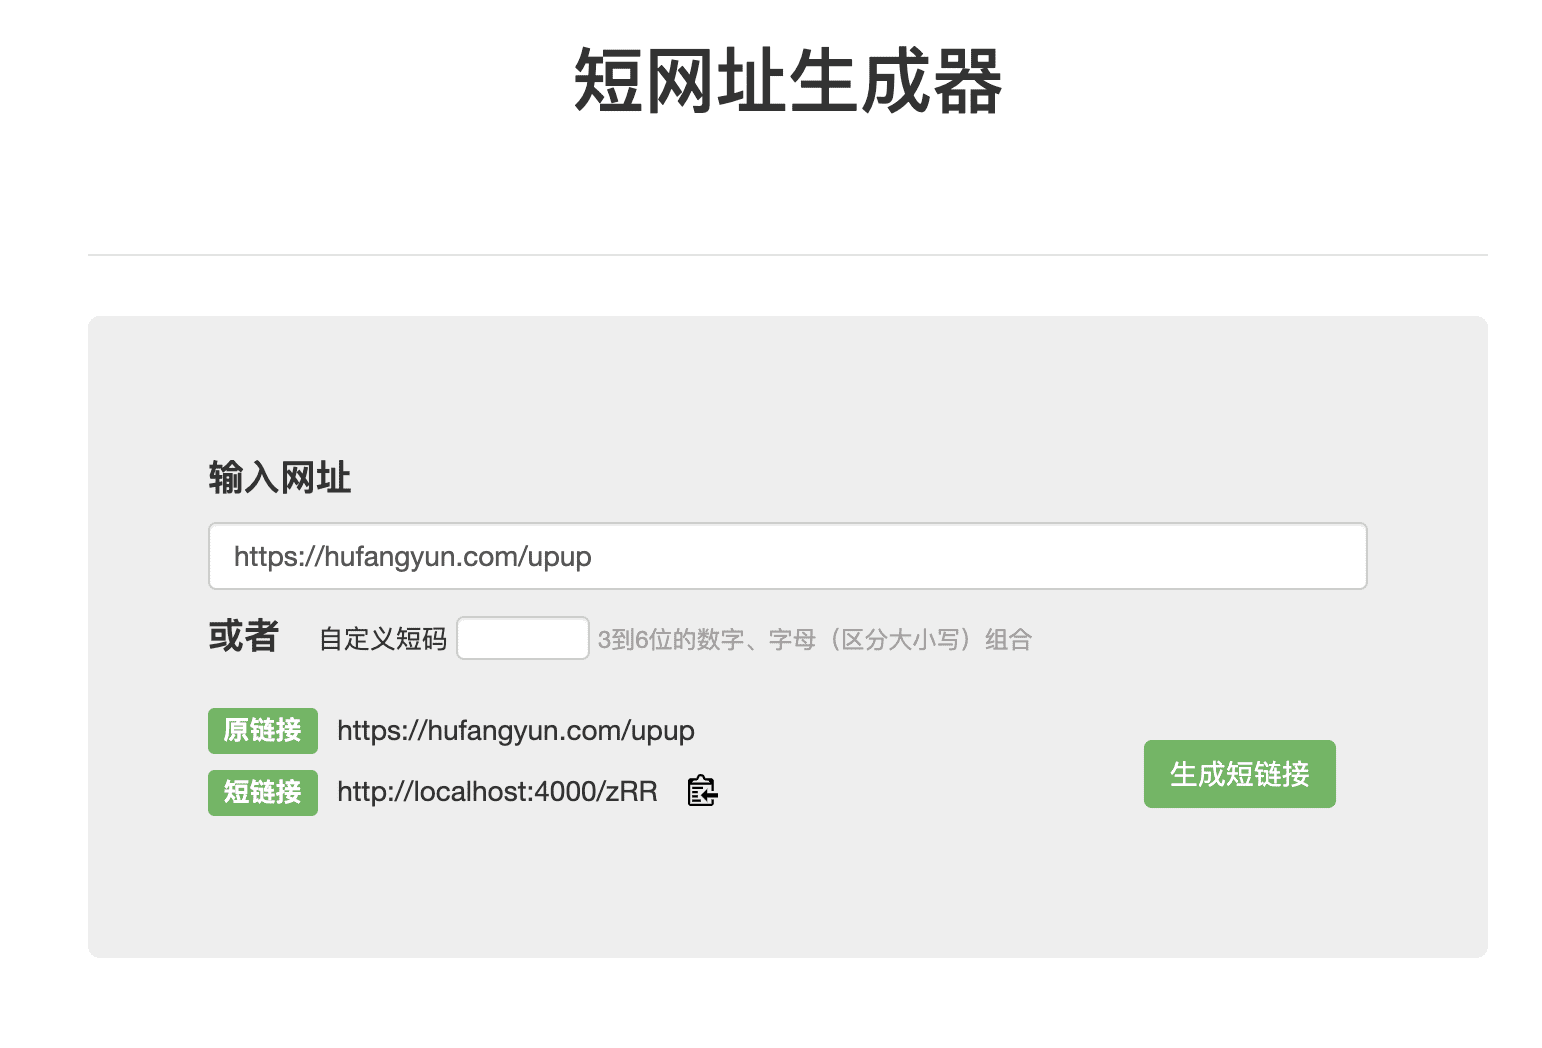 短网址生成器
输入网址
https://hufangyun.com/upup
或者 自定义短码 3到6位的数字、字母（区分大小写）组合
原链接 https://hufangyun.com/upup
短链接 http://localhost:4000/zRR
生成短链接